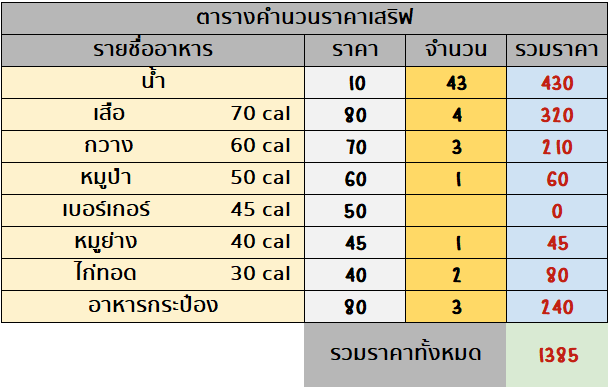 ตารางคำนวนราคาเสริฟ
รายชื่ออาหาร ราคา จำนวน รวมราคา
น้ำ 10 43 430
เสือ 70 cal 80 4 320
กวาง 60 cal 70 3 210
หมูป่า 50 cal 60 1 60
เบอร์เกอร์ 45 cal 50 0
หมูย่าง 40 cal 45 1 45
ไก่ทอด 30 cal 40 2 80
อาหารกระป๋อง 80 3 240
รวมราคาทั้งหมด 1385